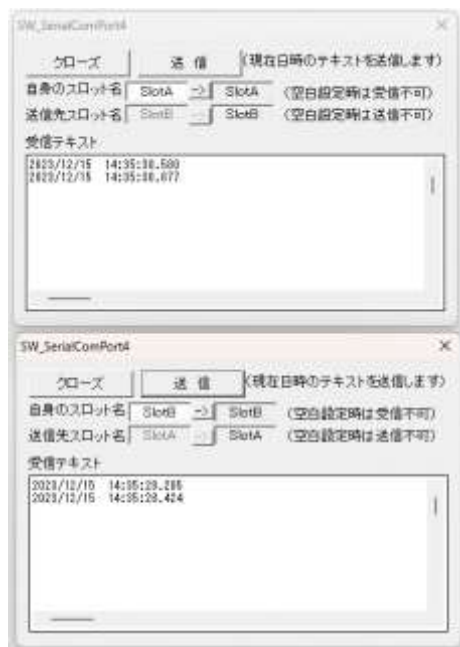 SW_SerialComPort4
クローズ 送 信 (現在日時のテキストを送信します)
自身のスロット名 SlotA -> SlotA (空白設定時は受信不可)
送信先スロット名 SlotB -> SlotB (空白設定時は送信不可)
受信テキスト
2023/12/15 14:35:30.580
2023/12/15 14:35:30.877
SW_SerialComPort4
クローズ 送 信 (現在日時のテキストを送信します)
自身のスロット名 SlotB -> SlotB (空白設定時は受信不可)
送信先スロット名 SlotA -> SlotA (空白設定時は送信不可)
受信テキスト
2023/12/15 14:35:29.285
2023/12/15 14:35:29.424